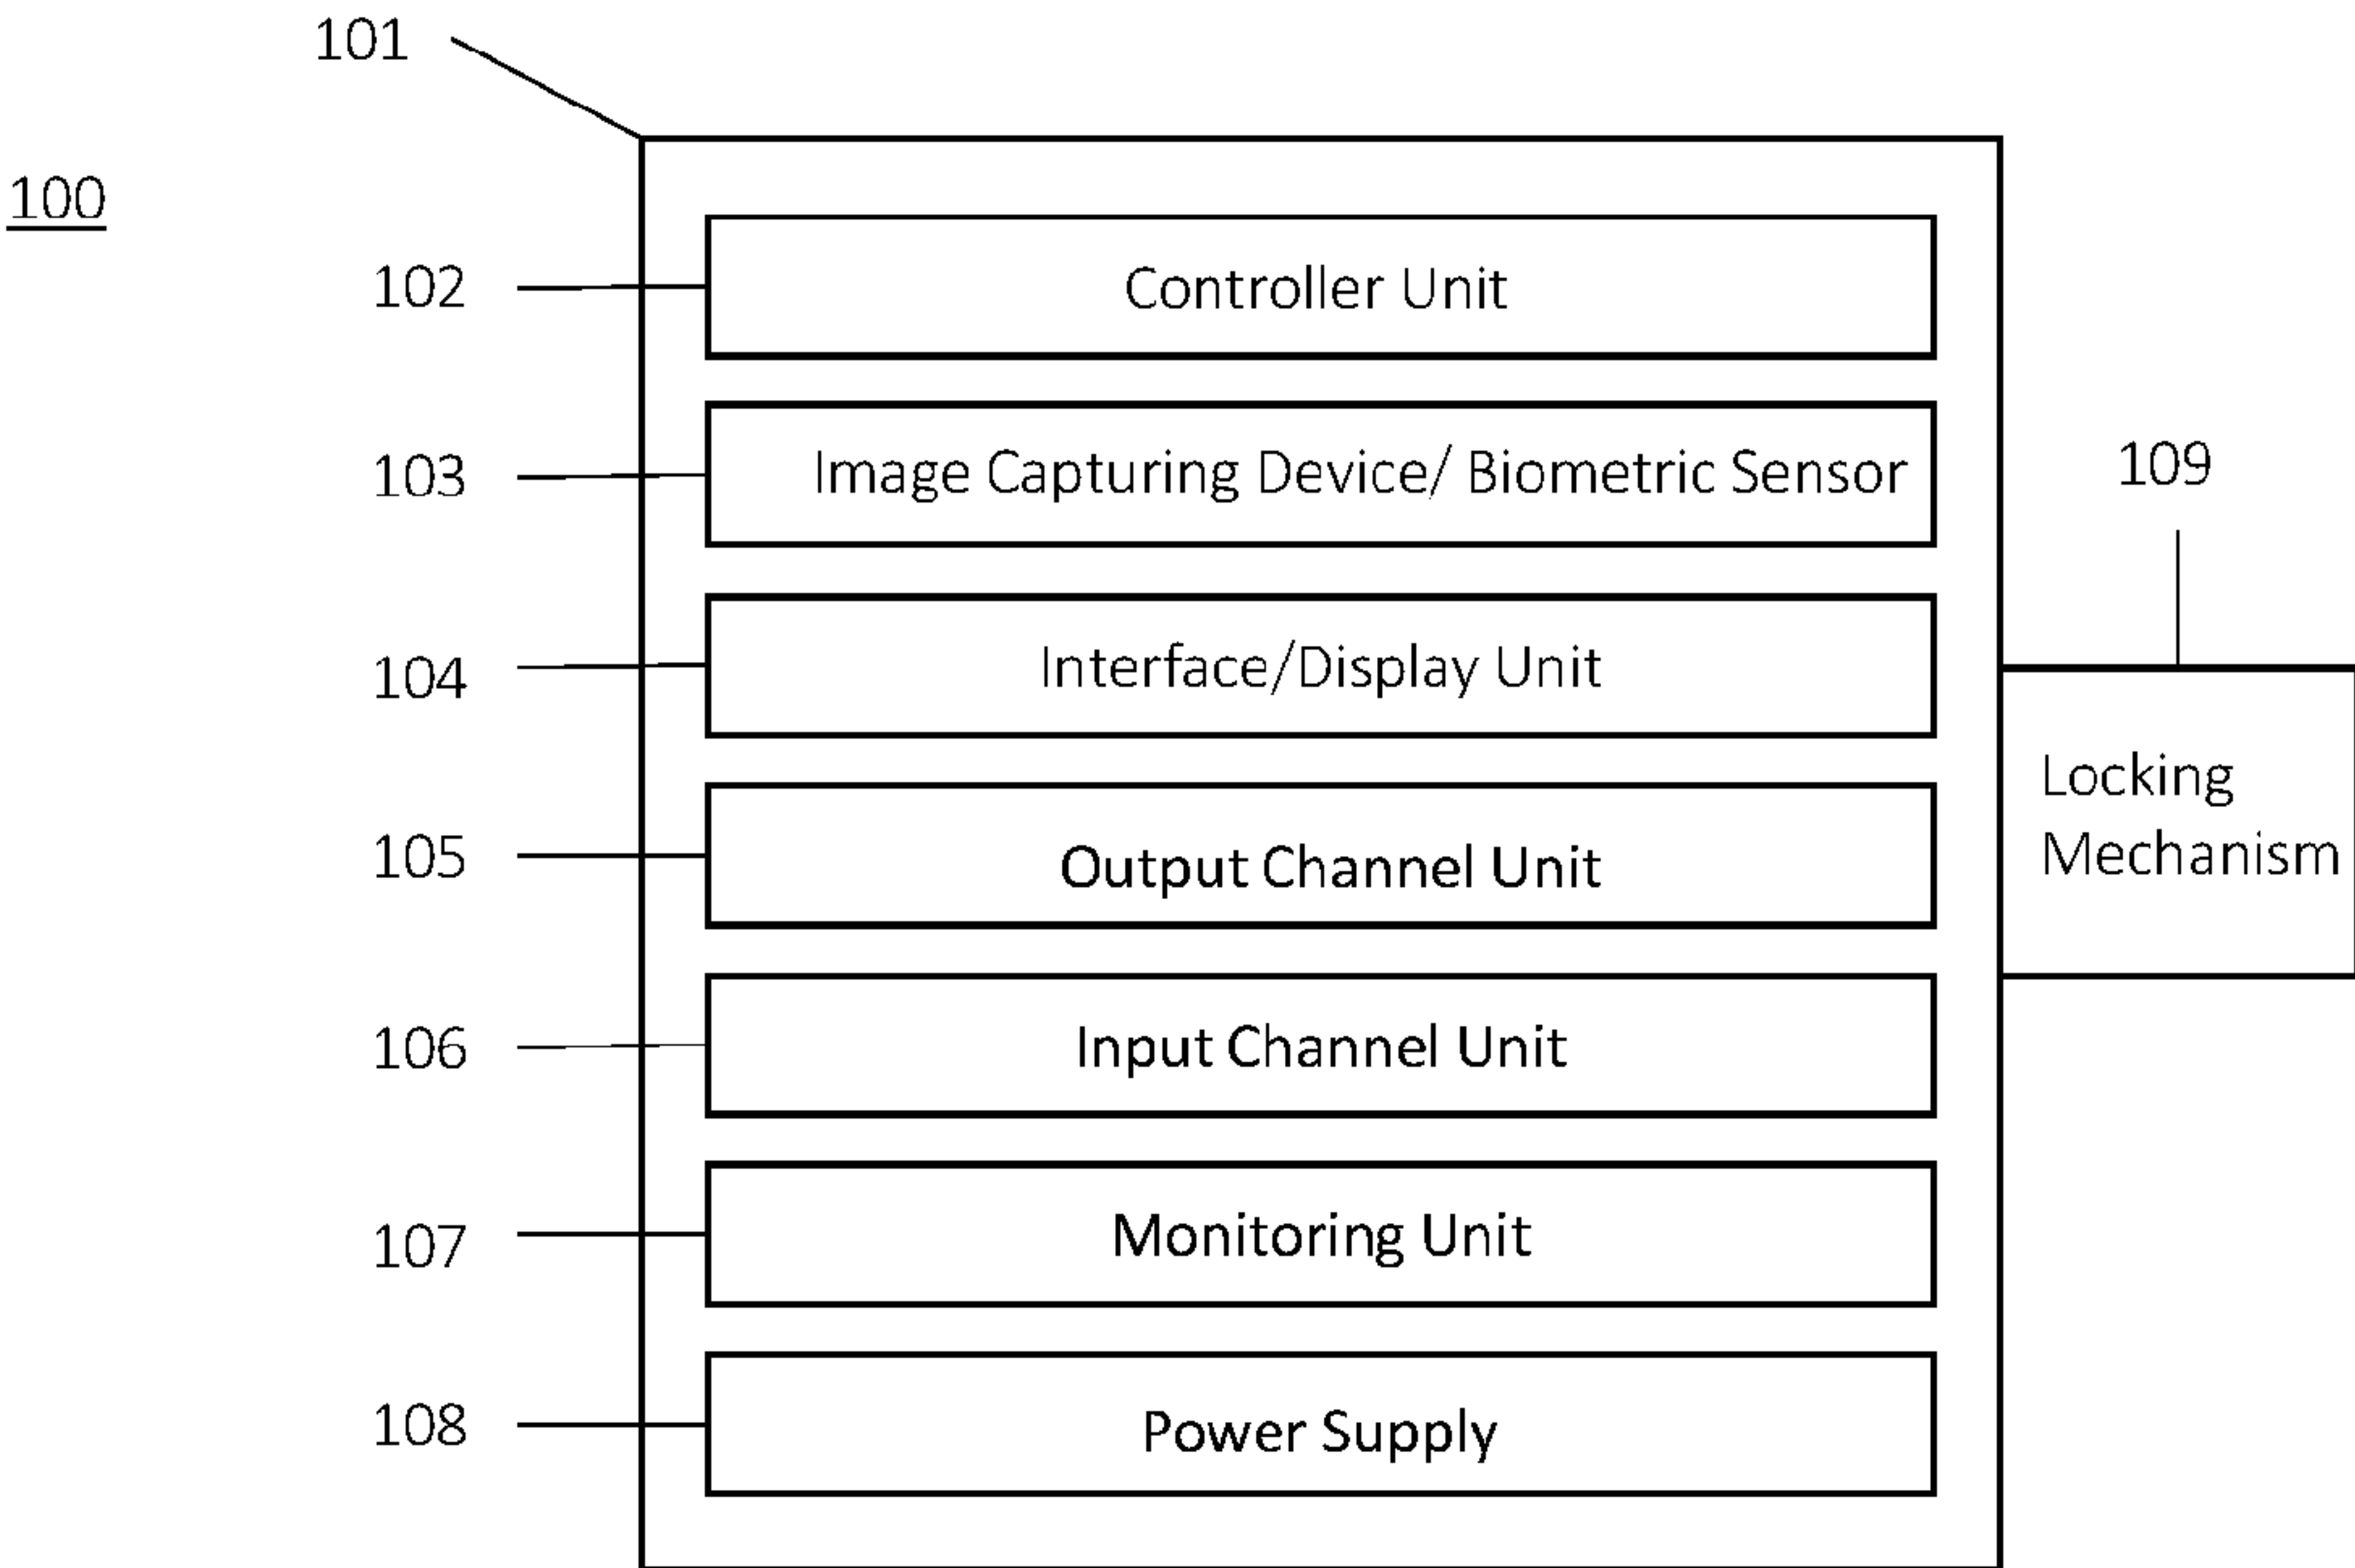 101
100
102
Controller Unit
103
Image Capturing Device/ Biometric Sensor
109
104
Interface/Display Unit
Locking
Mechanism
105
Output Channel Unit
106
Input Channel Unit
107
Monitoring Unit
108
Power Supply